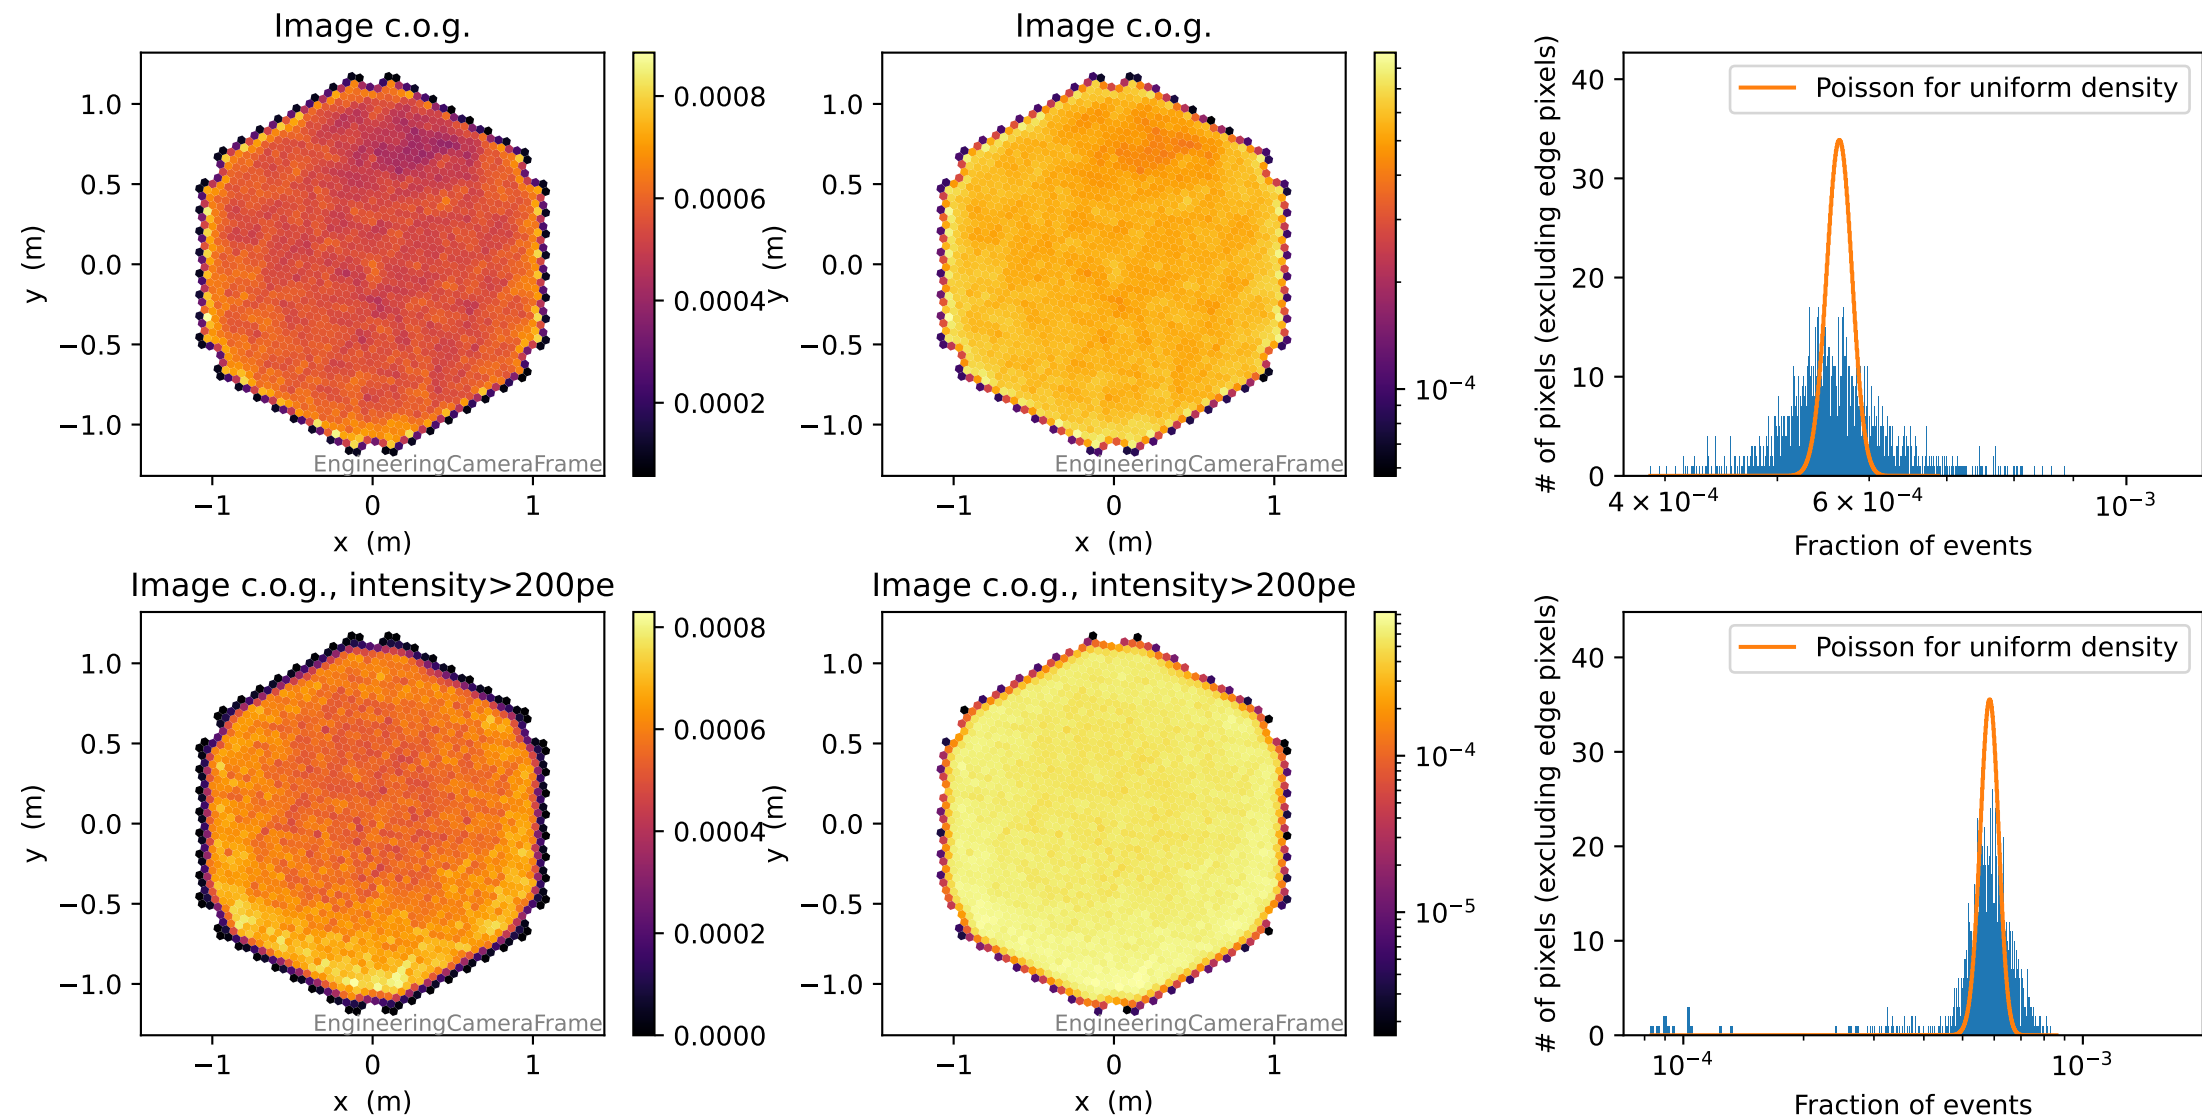 Image c.o.g.
1.0
0.5
0.0
−0.5
−1.0
y (m)
−1
0
1
x (m)
EngineeringCameraFrame
0.0008
0.0006
0.0004
0.0002
Image c.o.g.
1.0
0.5
0.0
−0.5
−1.0
y (m)
−1
0
1
x (m)
EngineeringCameraFrame
10⁻⁴
Poisson for uniform density
40
30
20
10
0
# of pixels (excluding edge pixels)
4 × 10⁻⁴
6 × 10⁻⁴
10⁻³
Fraction of events
Image c.o.g., intensity>200pe
1.0
0.5
0.0
−0.5
−1.0
y (m)
−1
0
1
x (m)
EngineeringCameraFrame
0.0008
0.0006
0.0004
0.0002
0.0000
Image c.o.g., intensity>200pe
1.0
0.5
0.0
−0.5
−1.0
y (m)
−1
0
1
x (m)
EngineeringCameraFrame
10⁻⁴
10⁻⁵
Poisson for uniform density
40
30
20
10
0
# of pixels (excluding edge pixels)
10⁻⁴
10⁻³
Fraction of events